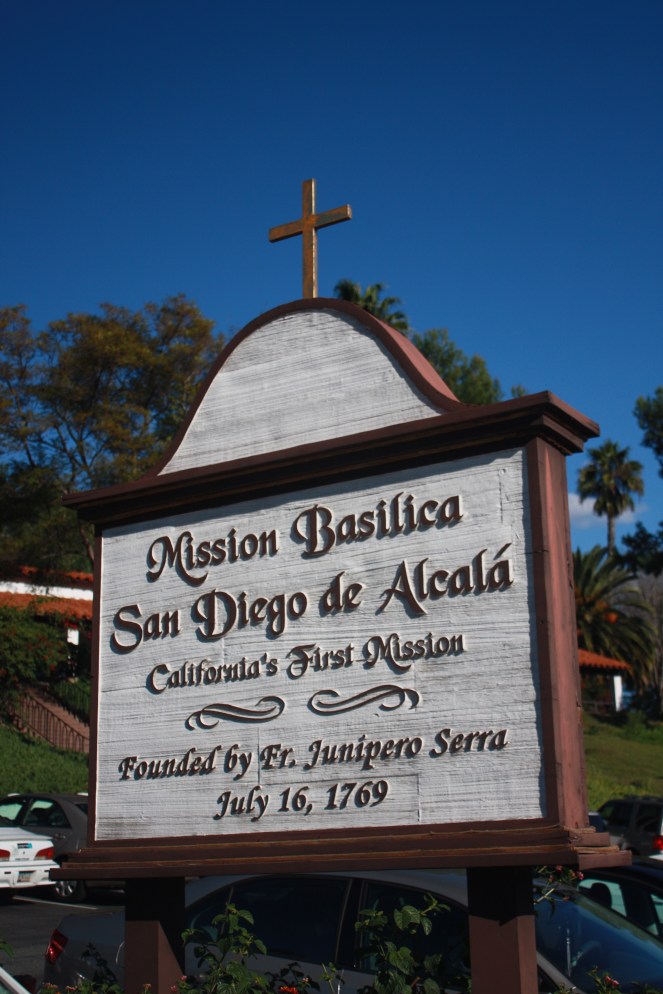 Mission Basilica
San Diego de Alcalá
California's First Mission
Founded by Fr. Junipero Serra
July 16, 1769